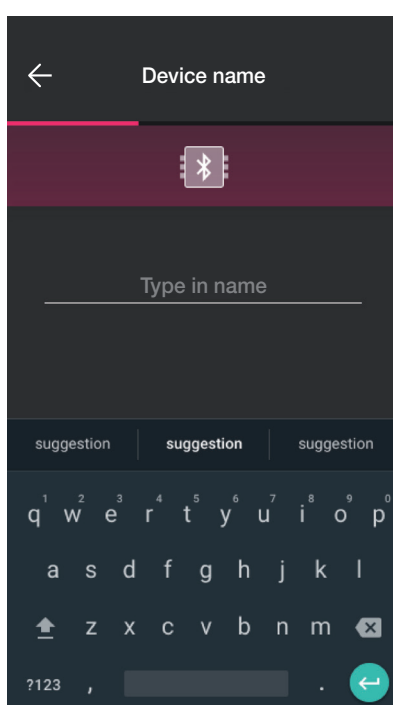 Device name
Type in name
suggestion suggestion suggestion
1 2 3 4 5 6 7 8 9 0
q w e r t y u i o p
a s d f g h j k l
z x c v b n m
?123 , .